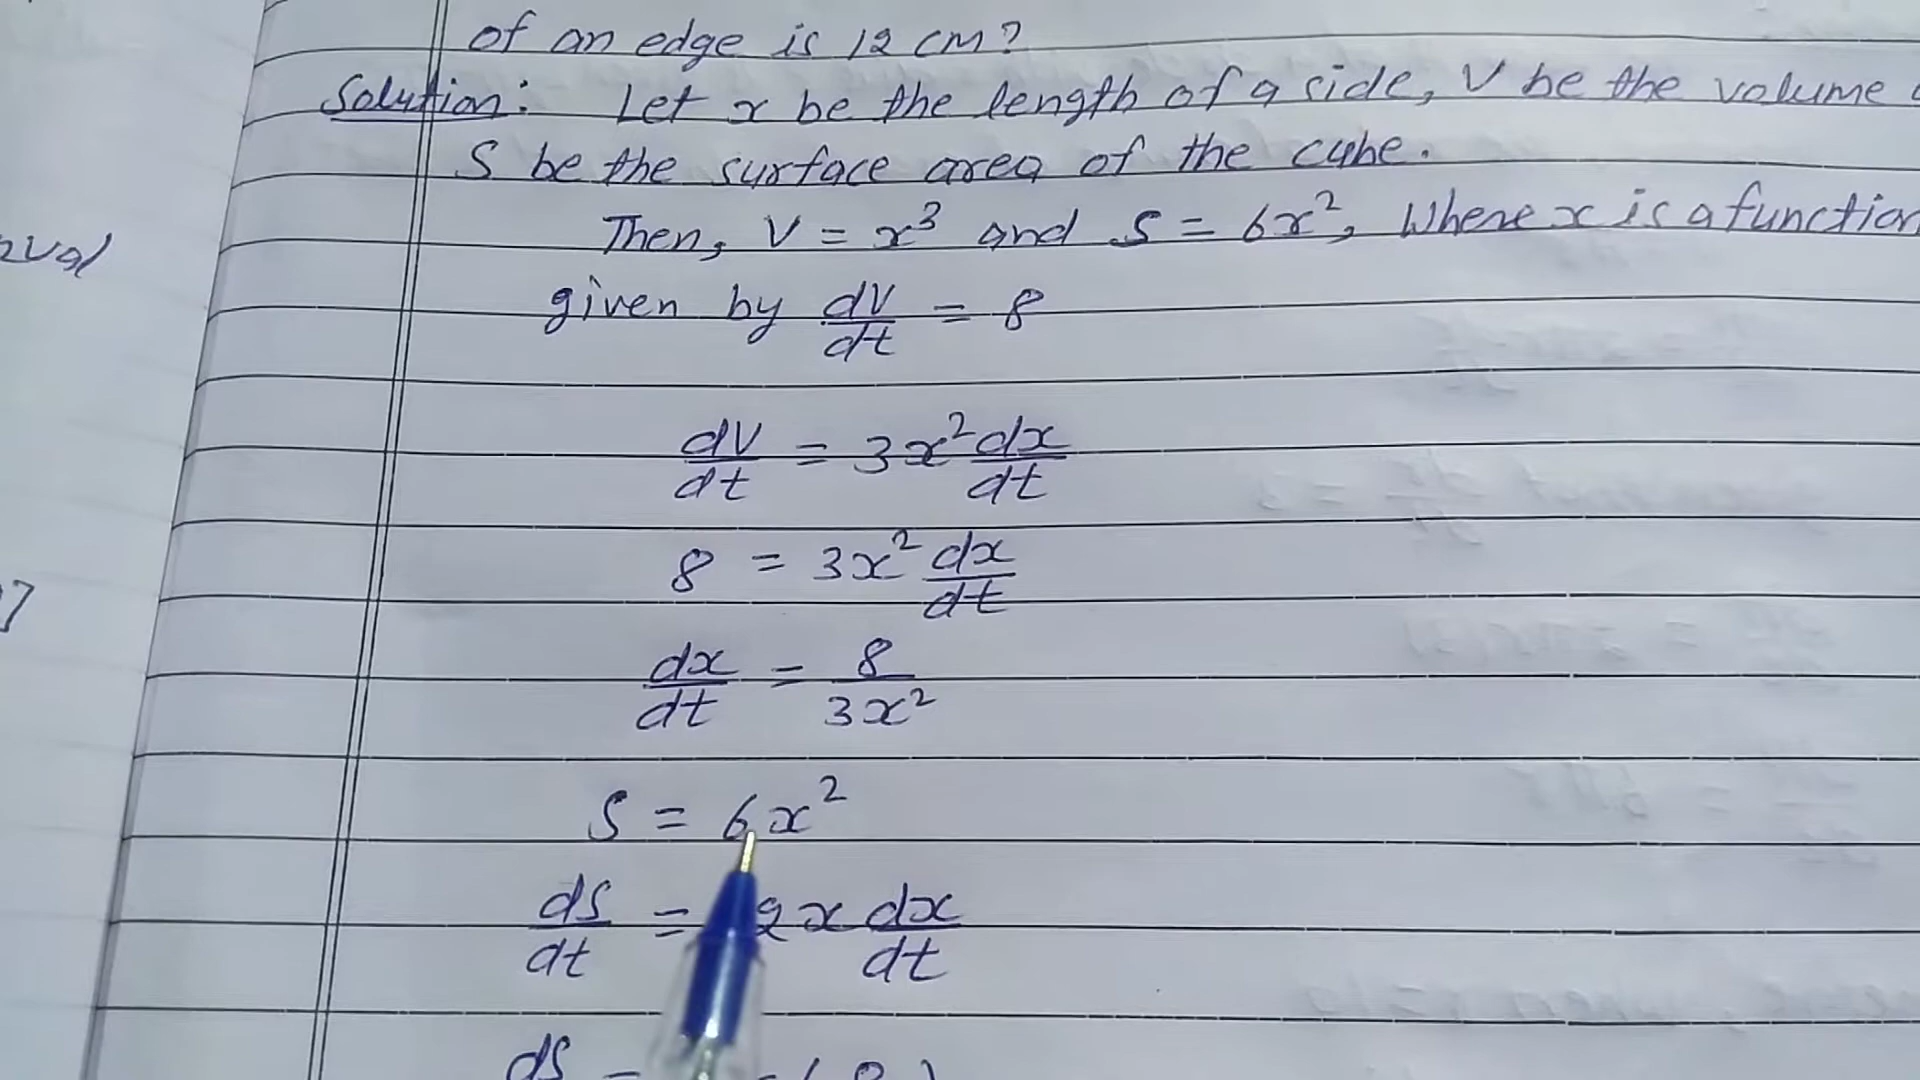 of an edge is 12 cm?
Solution: Let x be the length of a side, V be the volume
S be the surface area of the cube.
Then, V = x³ and S = 6x², Where x is a function
given by dV/dt = 8
dV/dt = 3x² dx/dt
8 = 3x² dx/dt
dx/dt = 8/3x²
S = 6x²
dS/dt = 2x dx/dt
dS